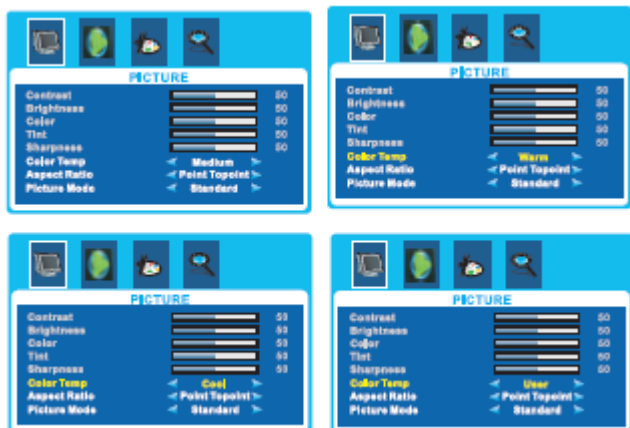 PICTURE
Contrast 50
Brightness 50
Color 50
Tint 50
Sharpness 50
Color Temp Medium
Aspect Ratio Point Topoint
Picture Mode Standard
PICTURE
Contrast 50
Brightness 50
Color 50
Tint 50
Sharpness 50
Color Temp Warm
Aspect Ratio Point Topoint
Picture Mode Standard
PICTURE
Contrast 50
Brightness 50
Color 50
Tint 50
Sharpness 50
Color Temp Cool
Aspect Ratio Point Topoint
Picture Mode Standard
PICTURE
Contrast 50
Brightness 50
Color 50
Tint 50
Sharpness 50
Color Temp User
Aspect Ratio Point Topoint
Picture Mode Standard